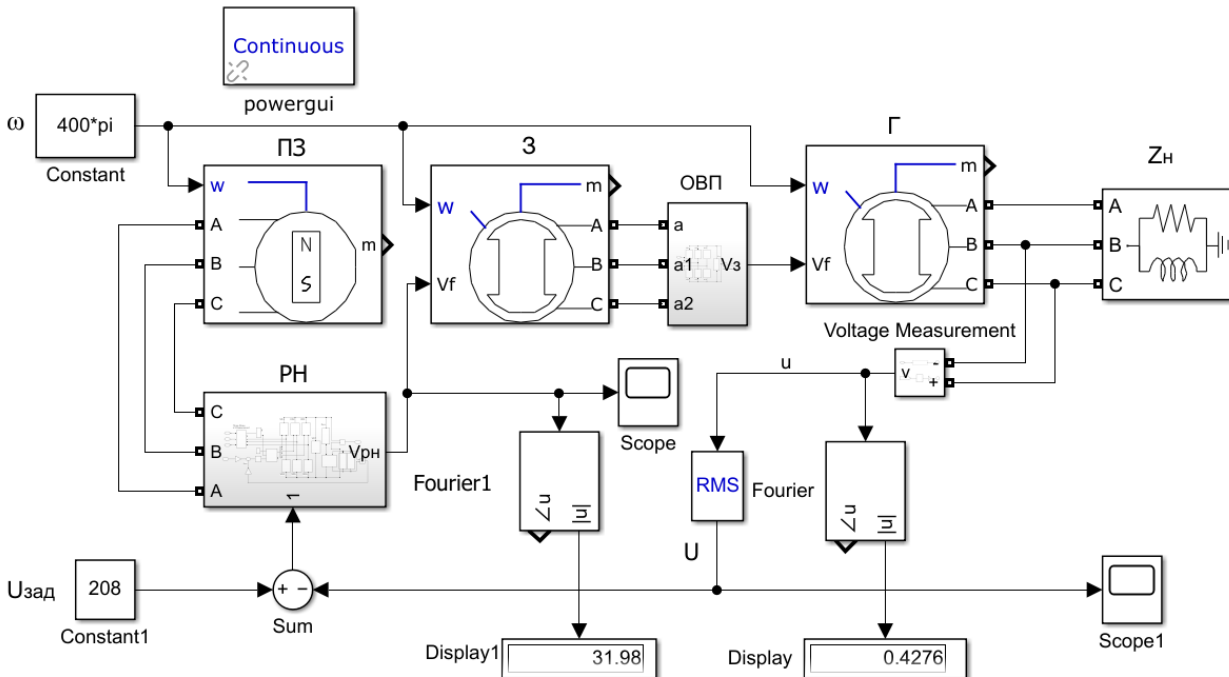 Continuous
powergui
ω
400*pi
Constant
ПЗ
w
A
B
C
m
N
S
З
w
Vf
m
A
B
C
ОВП
a
a1
a2
Vз
Г
w
Vf
m
A
B
C
Zн
A
B
C
Voltage Measurement
v
-
+
РН
C
B
A
Vрн
1
Scope
u
Fourier1
∠u
|u|
RMS
Fourier
∠u
|u|
U
Uзад
208
Constant1
+ −
Sum
Scope1
Display1
31.98
Display
0.4276